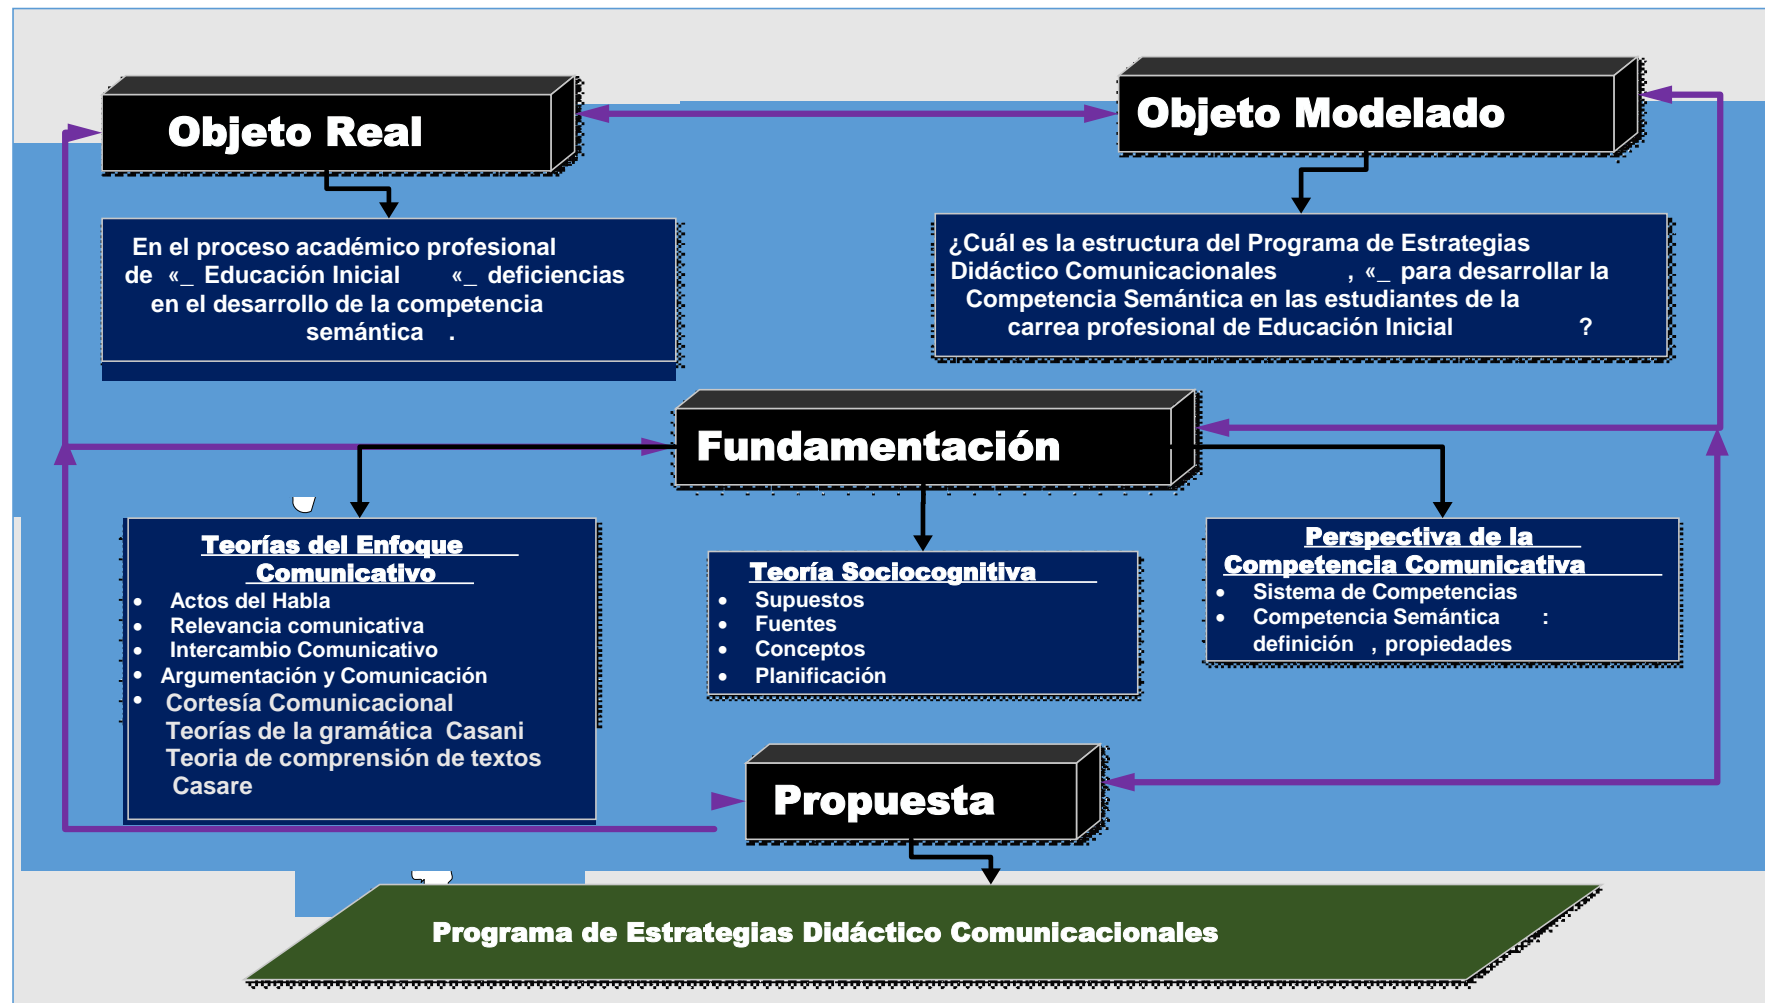 Objeto Real
Objeto Modelado
En el proceso académico profesional
de «_ Educación Inicial «_ deficiencias
en el desarrollo de la competencia
semántica .
¿Cuál es la estructura del Programa de Estrategias
Didáctico Comunicacionales , «_ para desarrollar la
Competencia Semántica en las estudiantes de la
carrea profesional de Educación Inicial ?
Fundamentación
Teorías del Enfoque
Comunicativo
• Actos del Habla
• Relevancia comunicativa
• Intercambio Comunicativo
• Argumentación y Comunicación
• Cortesía Comunicacional
Teorías de la gramática Casani
Teoria de comprensión de textos
Casare
Teoría Sociocognitiva
• Supuestos
• Fuentes
• Conceptos
• Planificación
Perspectiva de la
Competencia Comunicativa
• Sistema de Competencias
• Competencia Semántica :
definición , propiedades
Propuesta
Programa de Estrategias Didáctico Comunicacionales